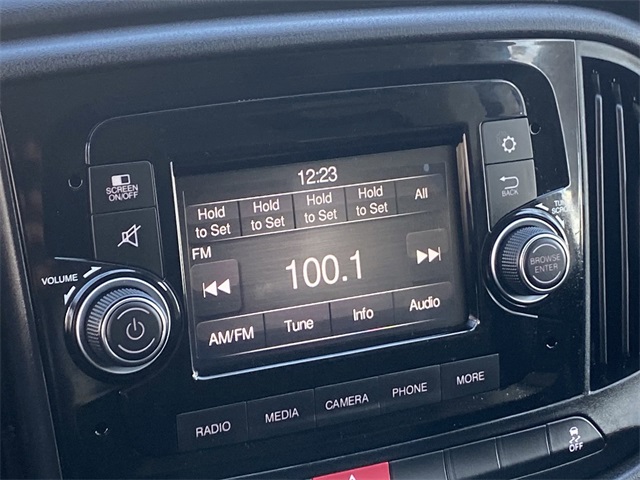 12:23
SCREEN
ON/OFF
Hold
to Set
Hold
to Set
Hold
to Set
Hold
to Set
All
BACK
FM
VOLUME
100.1
BROWSE
ENTER
AM/FM
Tune
Info
Audio
RADIO
MEDIA
CAMERA
PHONE
MORE
OFF